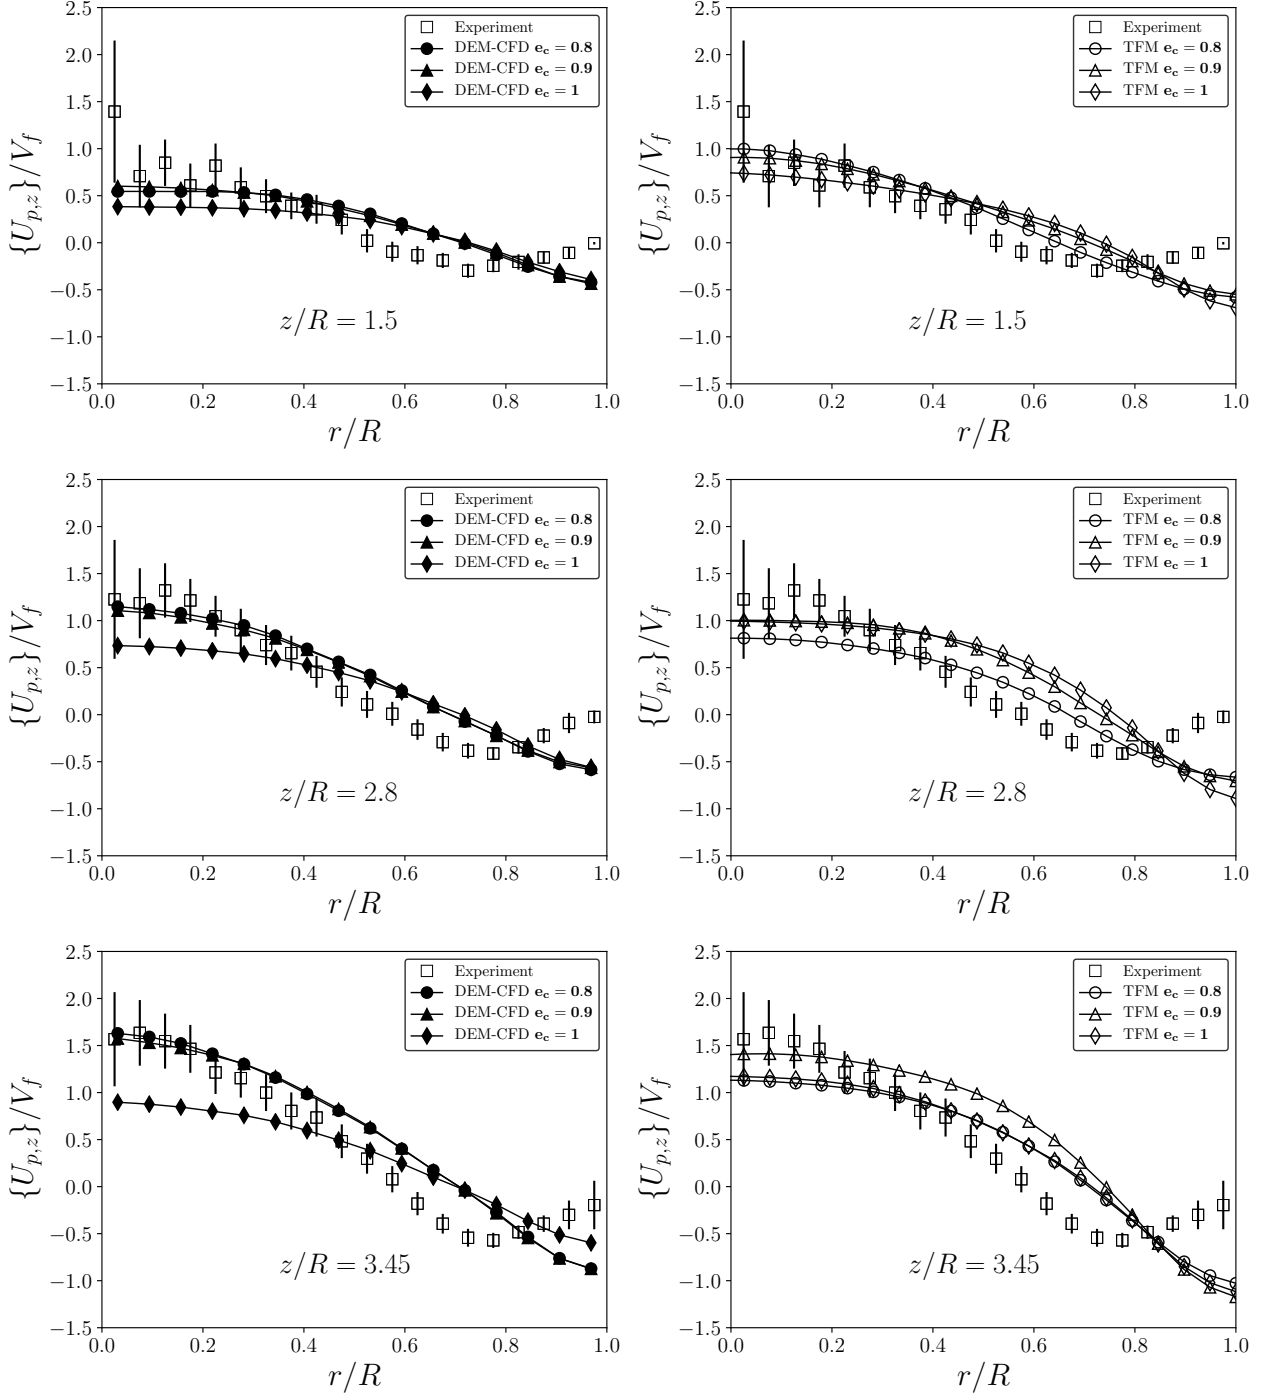 2.5
2.0
1.5
1.0
0.5
0.0
−0.5
−1.0
−1.5
{U_{p,z}}/V_f
Experiment
DEM-CFD e_c = 0.8
DEM-CFD e_c = 0.9
DEM-CFD e_c = 1
z/R = 1.5
0.0 0.2 0.4 0.6 0.8 1.0
r/R
2.5
2.0
1.5
1.0
0.5
0.0
−0.5
−1.0
−1.5
{U_{p,z}}/V_f
Experiment
TFM e_c = 0.8
TFM e_c = 0.9
TFM e_c = 1
z/R = 1.5
0.0 0.2 0.4 0.6 0.8 1.0
r/R
2.5
2.0
1.5
1.0
0.5
0.0
−0.5
−1.0
−1.5
{U_{p,z}}/V_f
Experiment
DEM-CFD e_c = 0.8
DEM-CFD e_c = 0.9
DEM-CFD e_c = 1
z/R = 2.8
0.0 0.2 0.4 0.6 0.8 1.0
r/R
2.5
2.0
1.5
1.0
0.5
0.0
−0.5
−1.0
−1.5
{U_{p,z}}/V_f
Experiment
TFM e_c = 0.8
TFM e_c = 0.9
TFM e_c = 1
z/R = 2.8
0.0 0.2 0.4 0.6 0.8 1.0
r/R
2.5
2.0
1.5
1.0
0.5
0.0
−0.5
−1.0
−1.5
{U_{p,z}}/V_f
Experiment
DEM-CFD e_c = 0.8
DEM-CFD e_c = 0.9
DEM-CFD e_c = 1
z/R = 3.45
0.0 0.2 0.4 0.6 0.8 1.0
r/R
2.5
2.0
1.5
1.0
0.5
0.0
−0.5
−1.0
−1.5
{U_{p,z}}/V_f
Experiment
TFM e_c = 0.8
TFM e_c = 0.9
TFM e_c = 1
z/R = 3.45
0.0 0.2 0.4 0.6 0.8 1.0
r/R